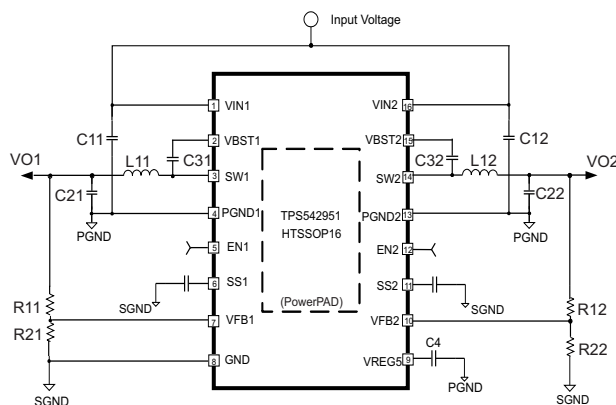 Input Voltage
VIN1
VIN2
1
16
C11
C12
VBST1
VBST2
2
15
VO1
L11
C31
C32
L12
VO2
SW1
SW2
3
14
C21
C22
PGND1
PGND2
4
13
TPS542951
HTSSOP16
PGND
PGND
EN1
EN2
5
12
SS1
SS2
6
11
(PowerPAD)
SGND
SGND
R11
R12
VFB1
VFB2
7
10
R21
R22
GND
VREG5
8
9
C4
PGND
SGND
SGND